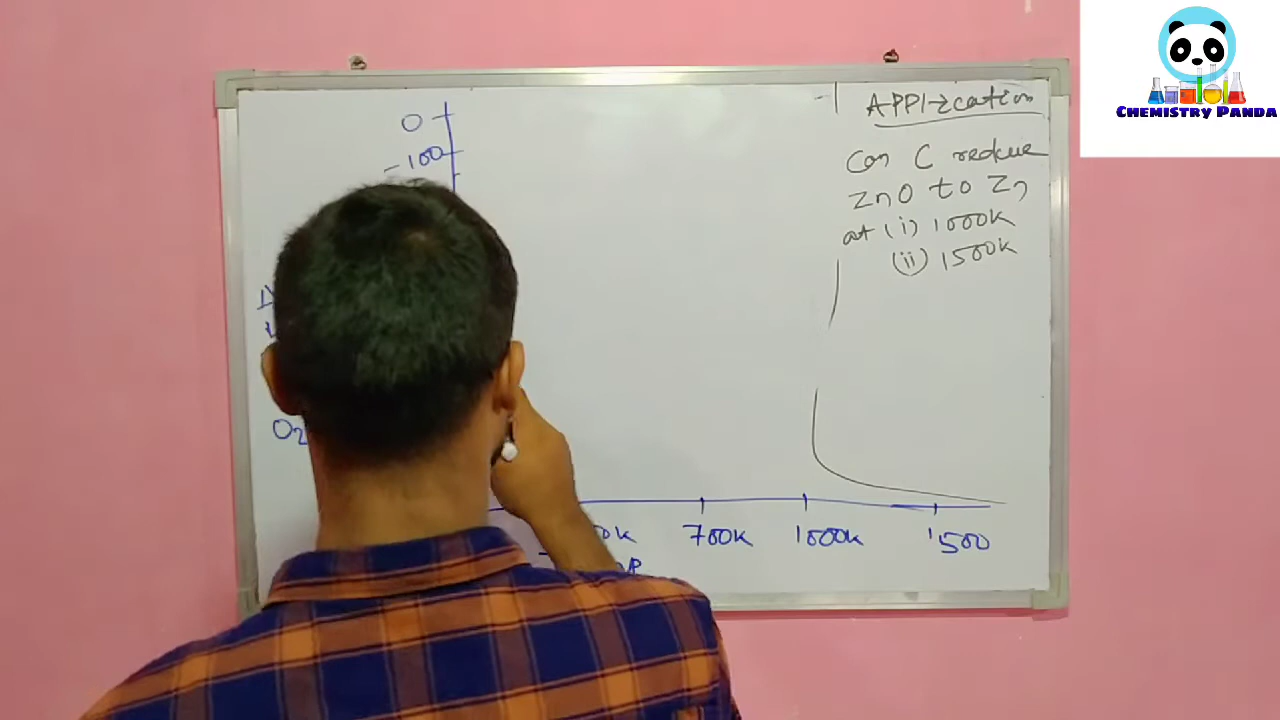 CHEMISTRY PANDA
APPlication
Can C reduce
ZnO to Zn
at (i) 1000K
(ii) 1500K
0
-100
O2
700K 1000K 1500